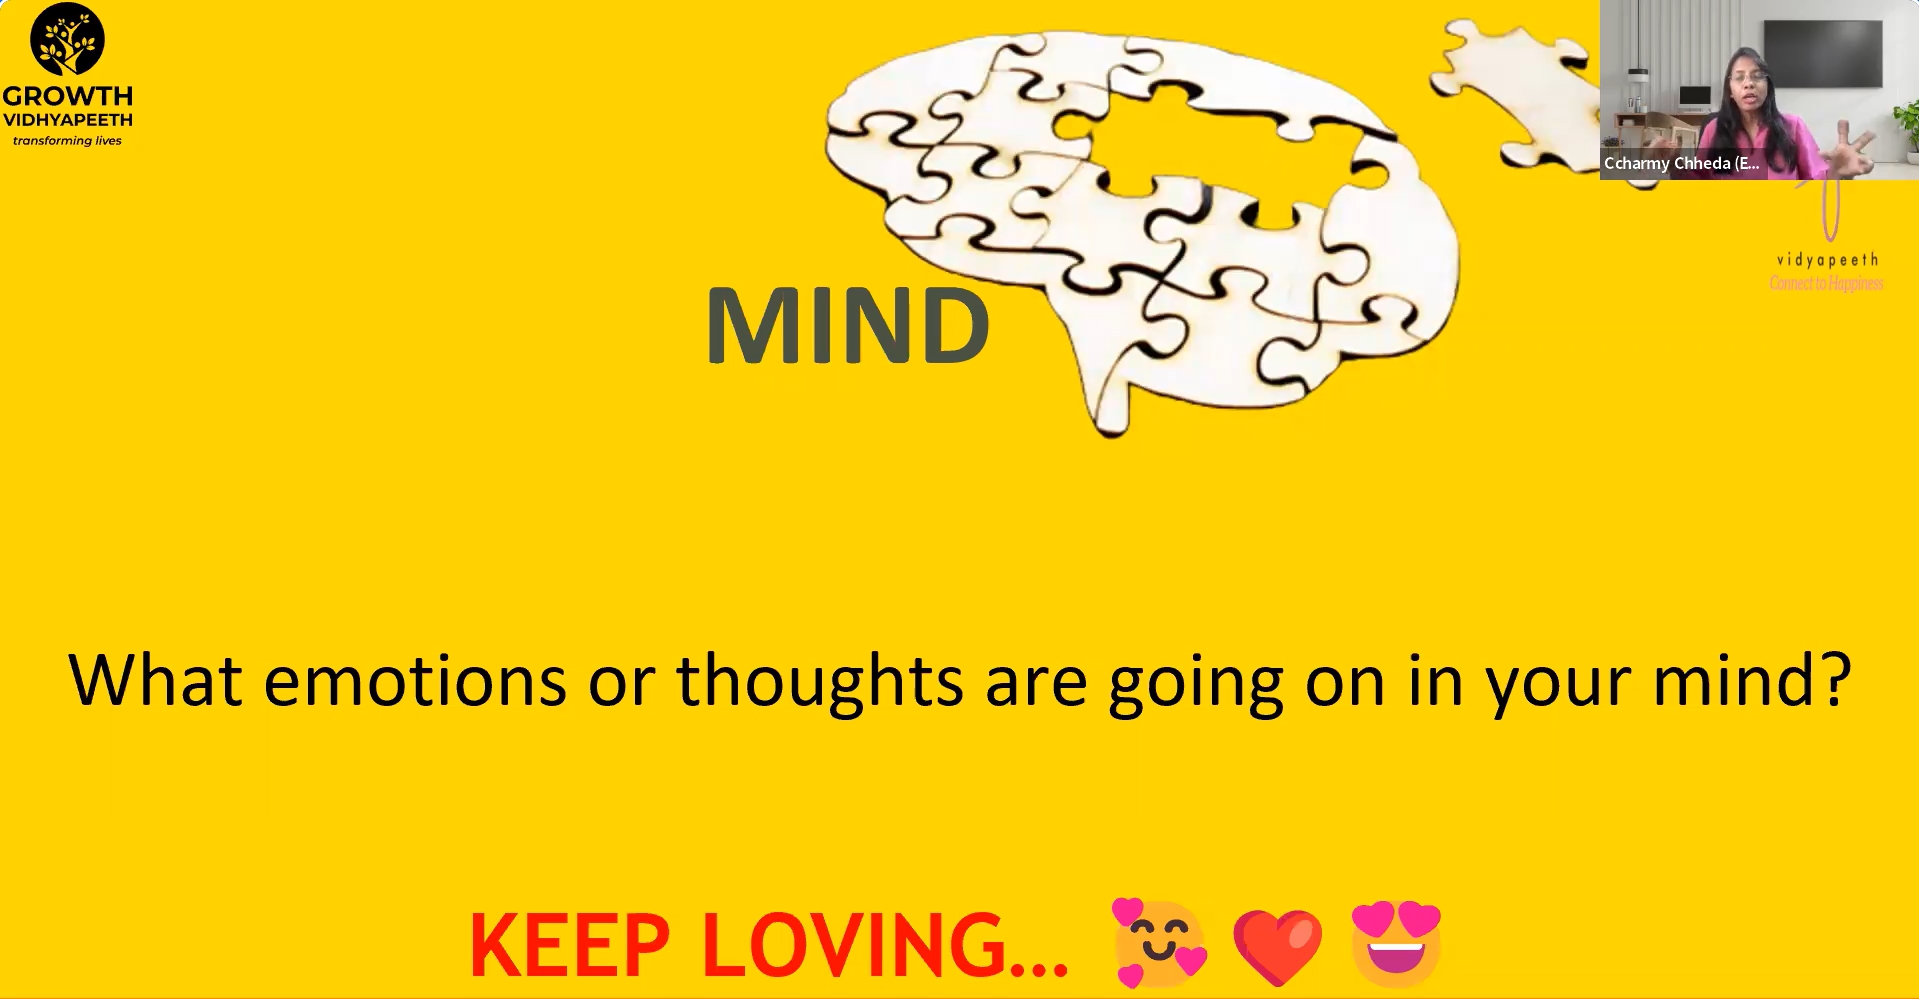 GROWTH
VIDHYAPEETH
transforming lives
Ccharmy Chheda (E...
vidyapeeth
Connect to Happiness
MIND
What emotions or thoughts are going on in your mind?
KEEP LOVING...